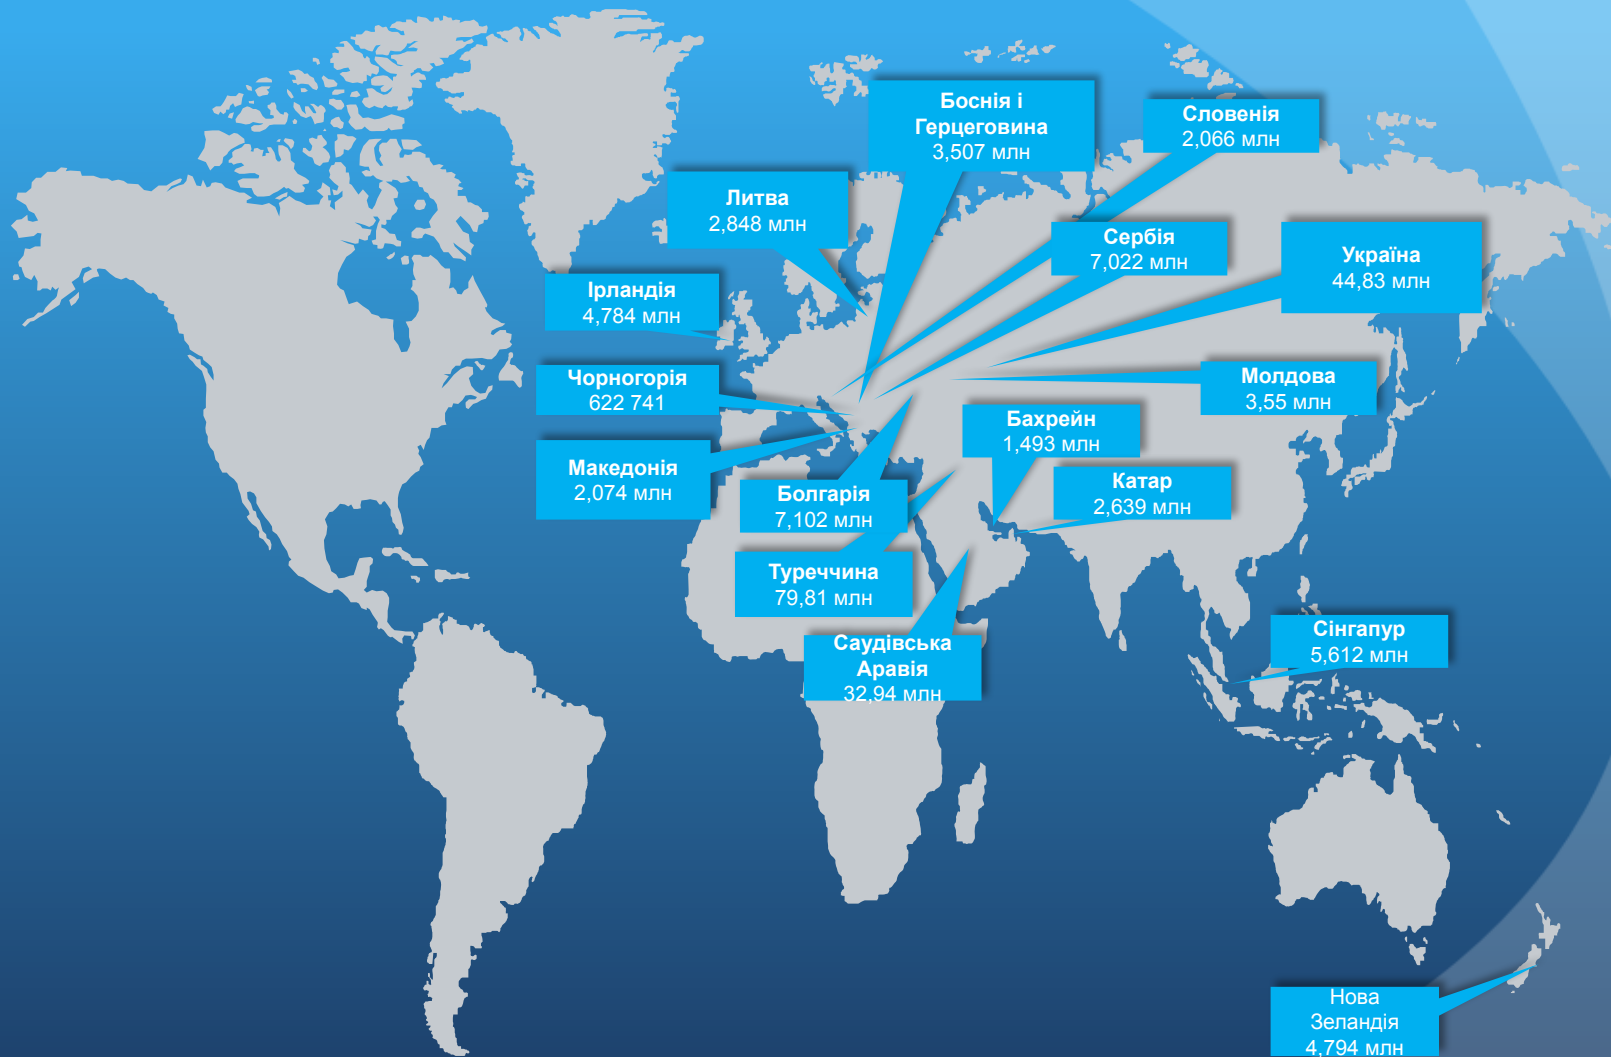 Боснія і
Герцеговина
3,507 млн
Словенія
2,066 млн
Литва
2,848 млн
Сербія
7,022 млн
Україна
44,83 млн
Ірландія
4,784 млн
Чорногорія
622 741
Молдова
3,55 млн
Бахрейн
1,493 млн
Македонія
2,074 млн
Болгарія
7,102 млн
Катар
2,639 млн
Туреччина
79,81 млн
Саудівська
Аравія
32,94 млн
Сінгапур
5,612 млн
Нова
Зеландія
4,794 млн